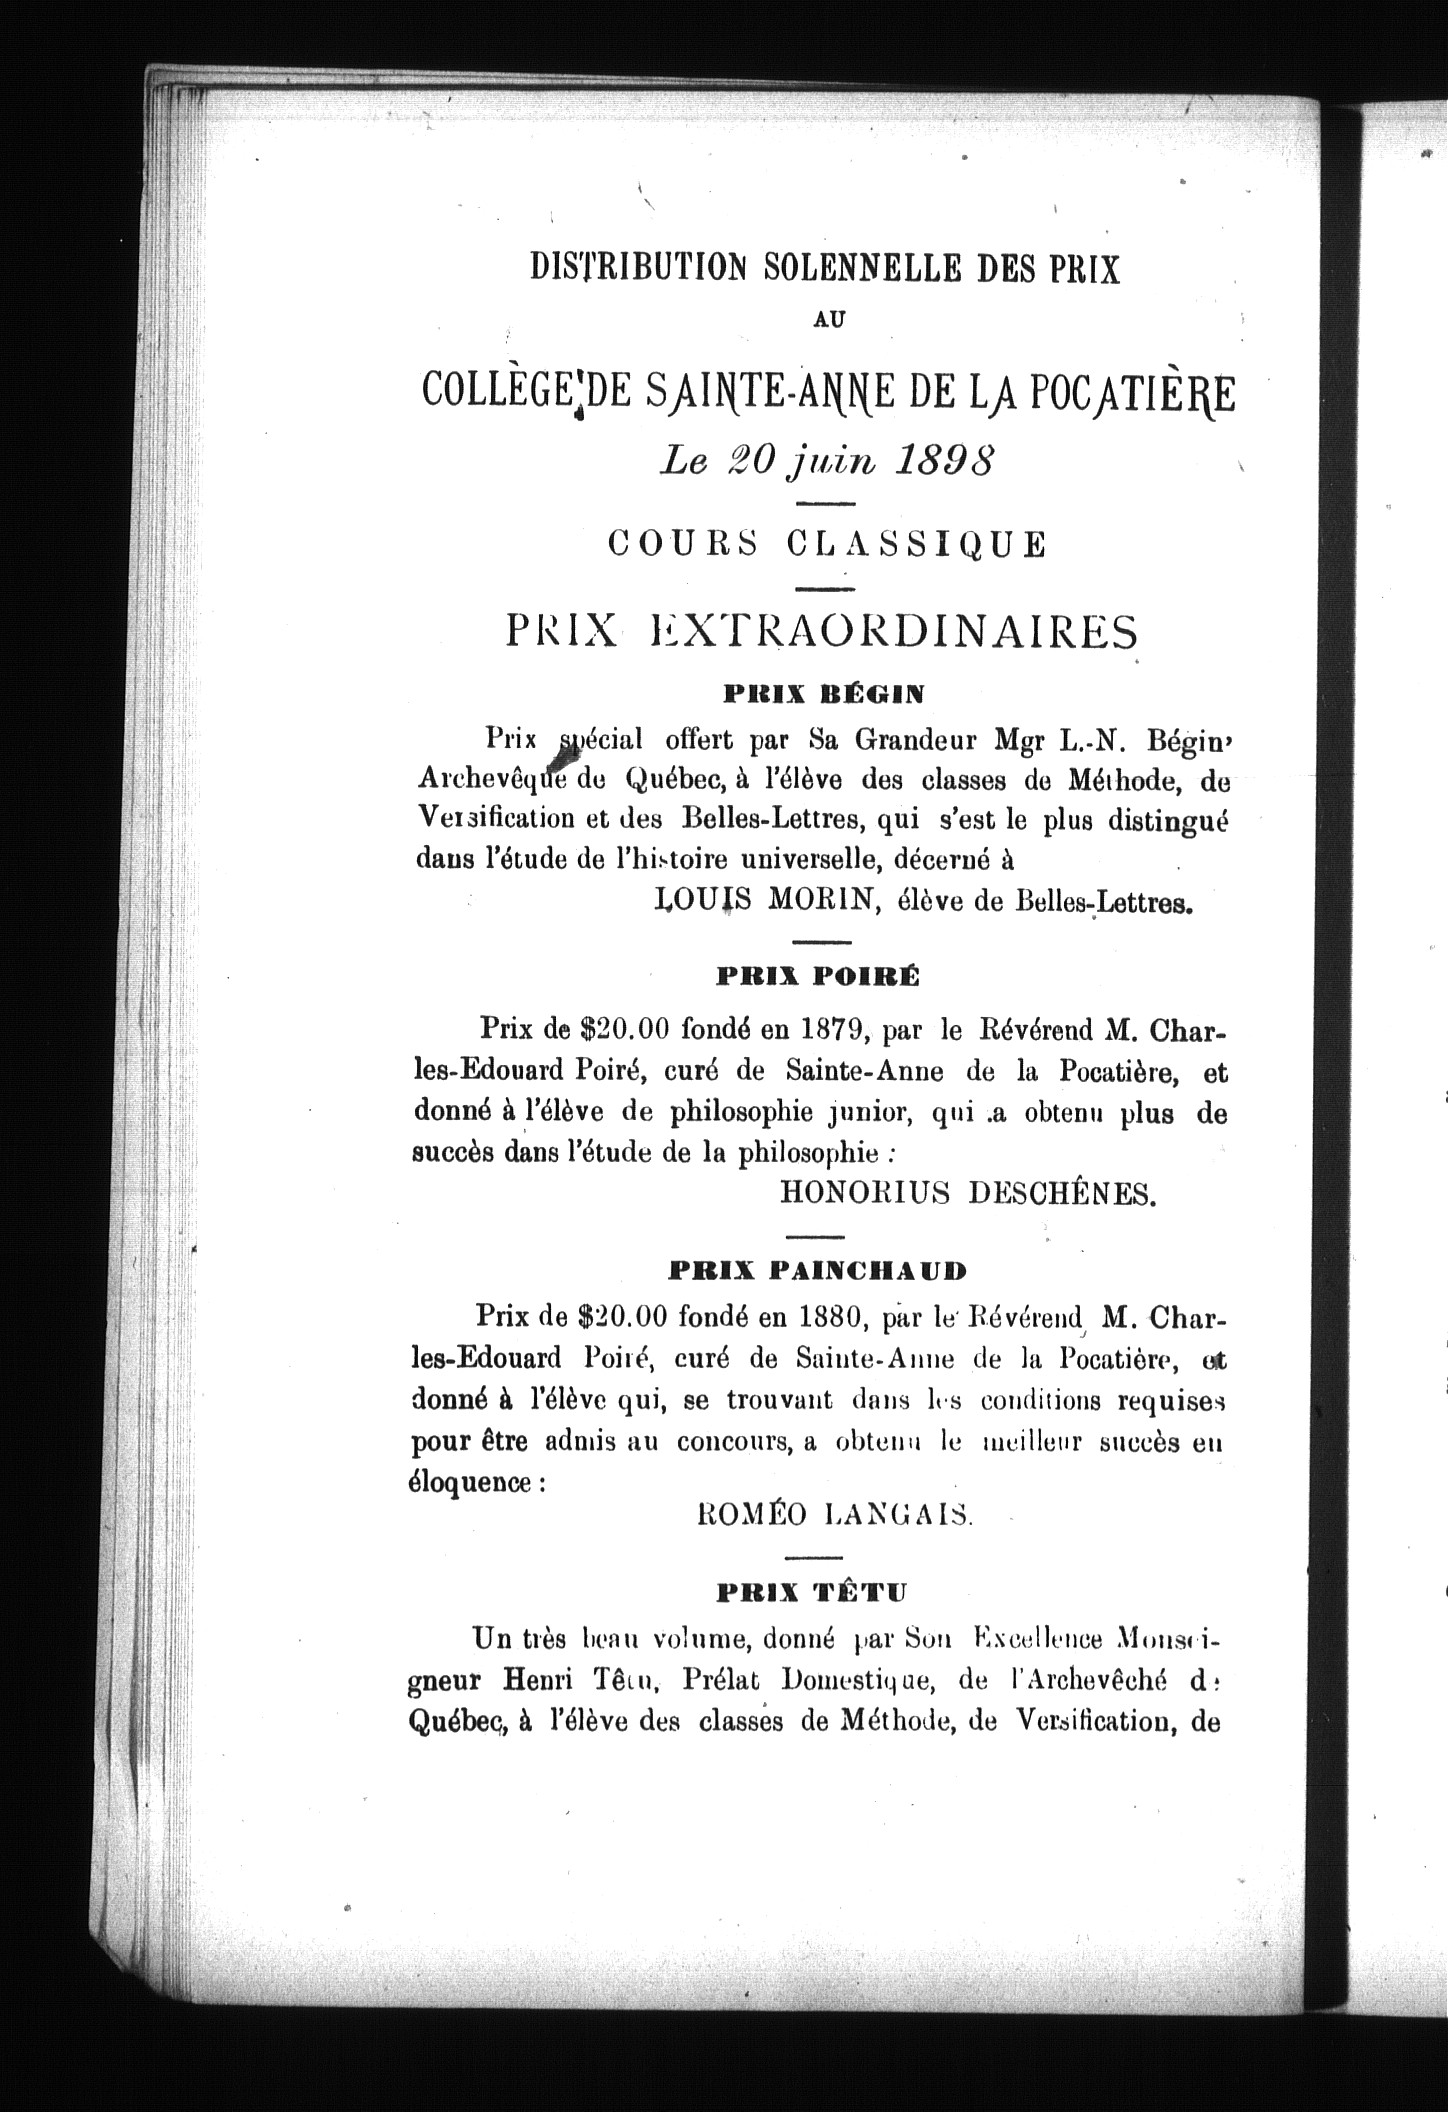 DISTRIBUTION SOLENNELLE DES PRIX
AU
COLLÈGE DE SAINTE-ANNE DE LA POCATIÈRE
Le 20 juin 1898
COURS CLASSIQUE
PRIX EXTRAORDINAIRES
PRIX BÉGIN
Prix spécial offert par Sa Grandeur Mgr L.-N. Bégin,
Archevêque de Québec, à l'élève des classes de Méthode, de
Versification et des Belles-Lettres, qui s'est le plus distingué
dans l'étude de l'histoire universelle, décerné à
LOUIS MORIN, élève de Belles-Lettres.
PRIX POIRÉ
Prix de $20.00 fondé en 1879, par le Révérend M. Char-
les-Edouard Poiré, curé de Sainte-Anne de la Pocatière, et
donné à l'élève de philosophie junior, qui a obtenu plus de
succès dans l'étude de la philosophie :
HONORIUS DESCHÊNES.
PRIX PAINCHAUD
Prix de $20.00 fondé en 1880, par le Révérend M. Char-
les-Edouard Poiré, curé de Sainte-Anne de la Pocatière, et
donné à l'élève qui, se trouvant dans les conditions requises
pour être admis au concours, a obtenu le meilleur succès en
éloquence :
ROMÉO LANGAIS.
PRIX TÊTU
Un très beau volume, donné par Son Excellence Monsei-
gneur Henri Têtu, Prélat Domestique, de l'Archevêché de
Québec, à l'élève des classes de Méthode, de Versification, de